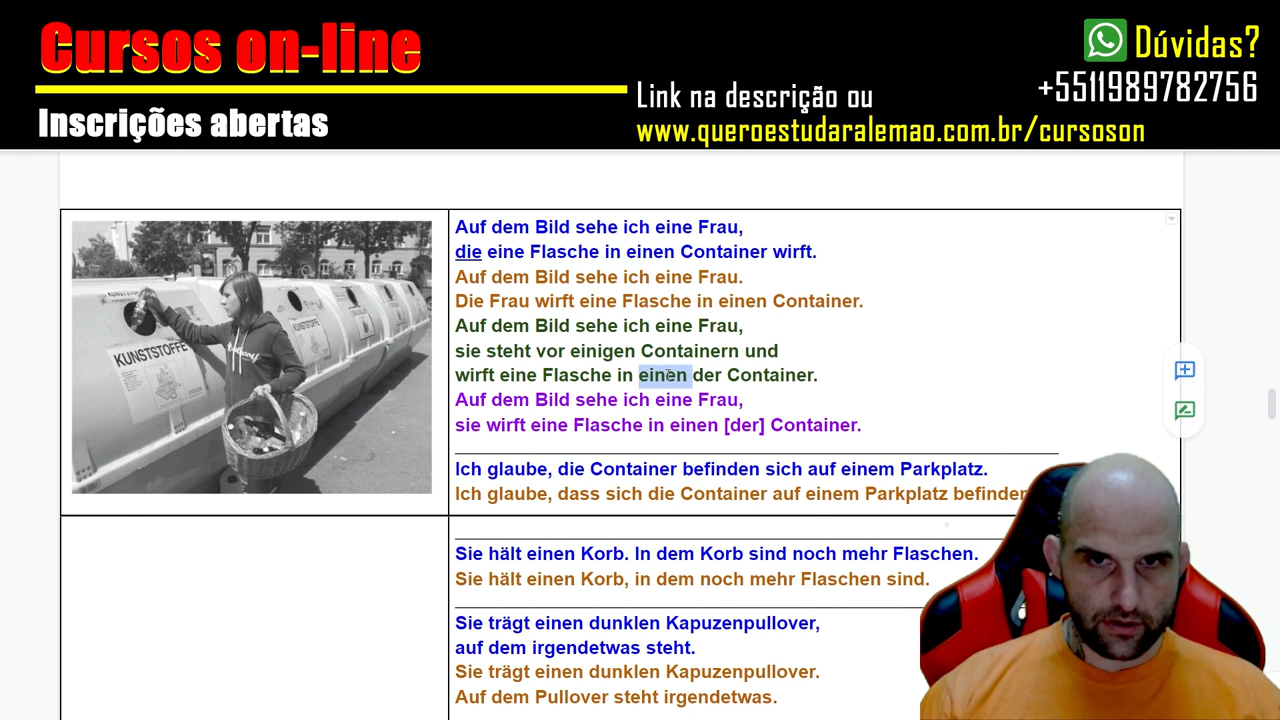 Cursos on-line
Inscrições abertas
Link na descrição ou
www.queroestudaralemao.com.br/cursoson
Dúvidas?
+5511989782756
KUNSTSTOFFE
KUNSTSTOFFE
Auf dem Bild sehe ich eine Frau,
die eine Flasche in einen Container wirft.
Auf dem Bild sehe ich eine Frau.
Die Frau wirft eine Flasche in einen Container.
Auf dem Bild sehe ich eine Frau,
sie steht vor einigen Containern und
wirft eine Flasche in einen der Container.
Auf dem Bild sehe ich eine Frau,
sie wirft eine Flasche in einen [der] Container.
Ich glaube, die Container befinden sich auf einem Parkplatz.
Ich glaube, dass sich die Container auf einem Parkplatz befinden
Sie hält einen Korb. In dem Korb sind noch mehr Flaschen.
Sie hält einen Korb, in dem noch mehr Flaschen sind.
Sie trägt einen dunklen Kapuzenpullover,
auf dem irgendetwas steht.
Sie trägt einen dunklen Kapuzenpullover.
Auf dem Pullover steht irgendetwas.